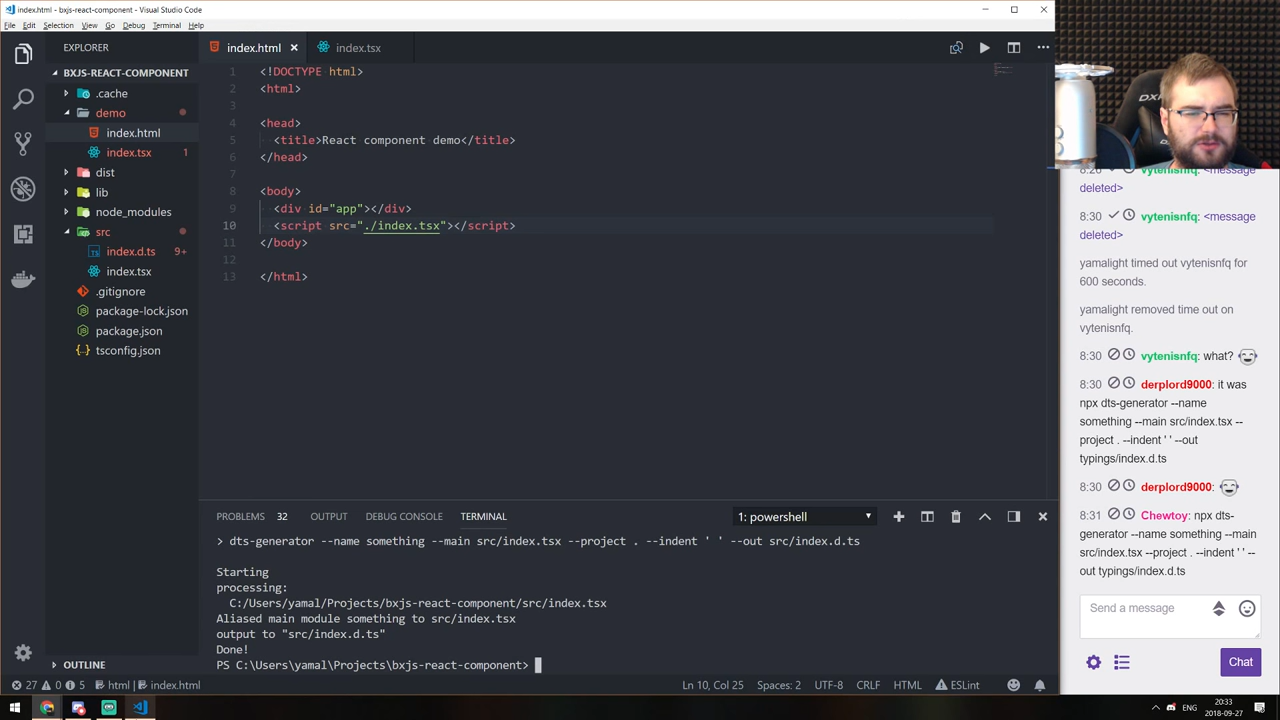 index.html - bxjs-react-component - Visual Studio Code
File Edit Selection View Go Debug Terminal Help
EXPLORER
BXJS-REACT-COMPONENT
.cache
demo
index.html
index.tsx 1
dist
lib
node_modules
src
index.d.ts 9+
index.tsx
.gitignore
package-lock.json
package.json
tsconfig.json
OUTLINE
index.html index.tsx
1 <!DOCTYPE html>
2 <html>
3
4 <head>
5 <title>React component demo</title>
6 </head>
7
8 <body>
9 <div id="app"></div>
10 <script src="./index.tsx"></script>
11 </body>
12
13 </html>
PROBLEMS 32 OUTPUT DEBUG CONSOLE TERMINAL 1: powershell
> dts-generator --name something --main src/index.tsx --project . --indent ' ' --out src/index.d.ts
Starting
processing:
C:/Users/yamal/Projects/bxjs-react-component/src/index.tsx
Aliased main module something to src/index.tsx
output to "src/index.d.ts"
Done!
PS C:\Users\yamal\Projects\bxjs-react-component>
27 0 5 html | index.html Ln 10, Col 25 Spaces: 2 UTF-8 CRLF HTML ESLint
8:26 vytenisnfq: <message
deleted>
8:30 vytenisnfq: <message
deleted>
yamalight timed out vytenisnfq for
600 seconds.
yamalight removed time out on
vytenisnfq.
8:30 vytenisnfq: what?
8:30 derplord9000: it was
npx dts-generator --name
something --main src/index.tsx --
project . --indent ' ' --out
typings/index.d.ts
8:30 derplord9000:
8:31 Chewtoy: npx dts-
generator --name something --main
src/index.tsx --project . --indent ' ' --
out typings/index.d.ts
Send a message
Chat
ENG
20:33
2018-09-27